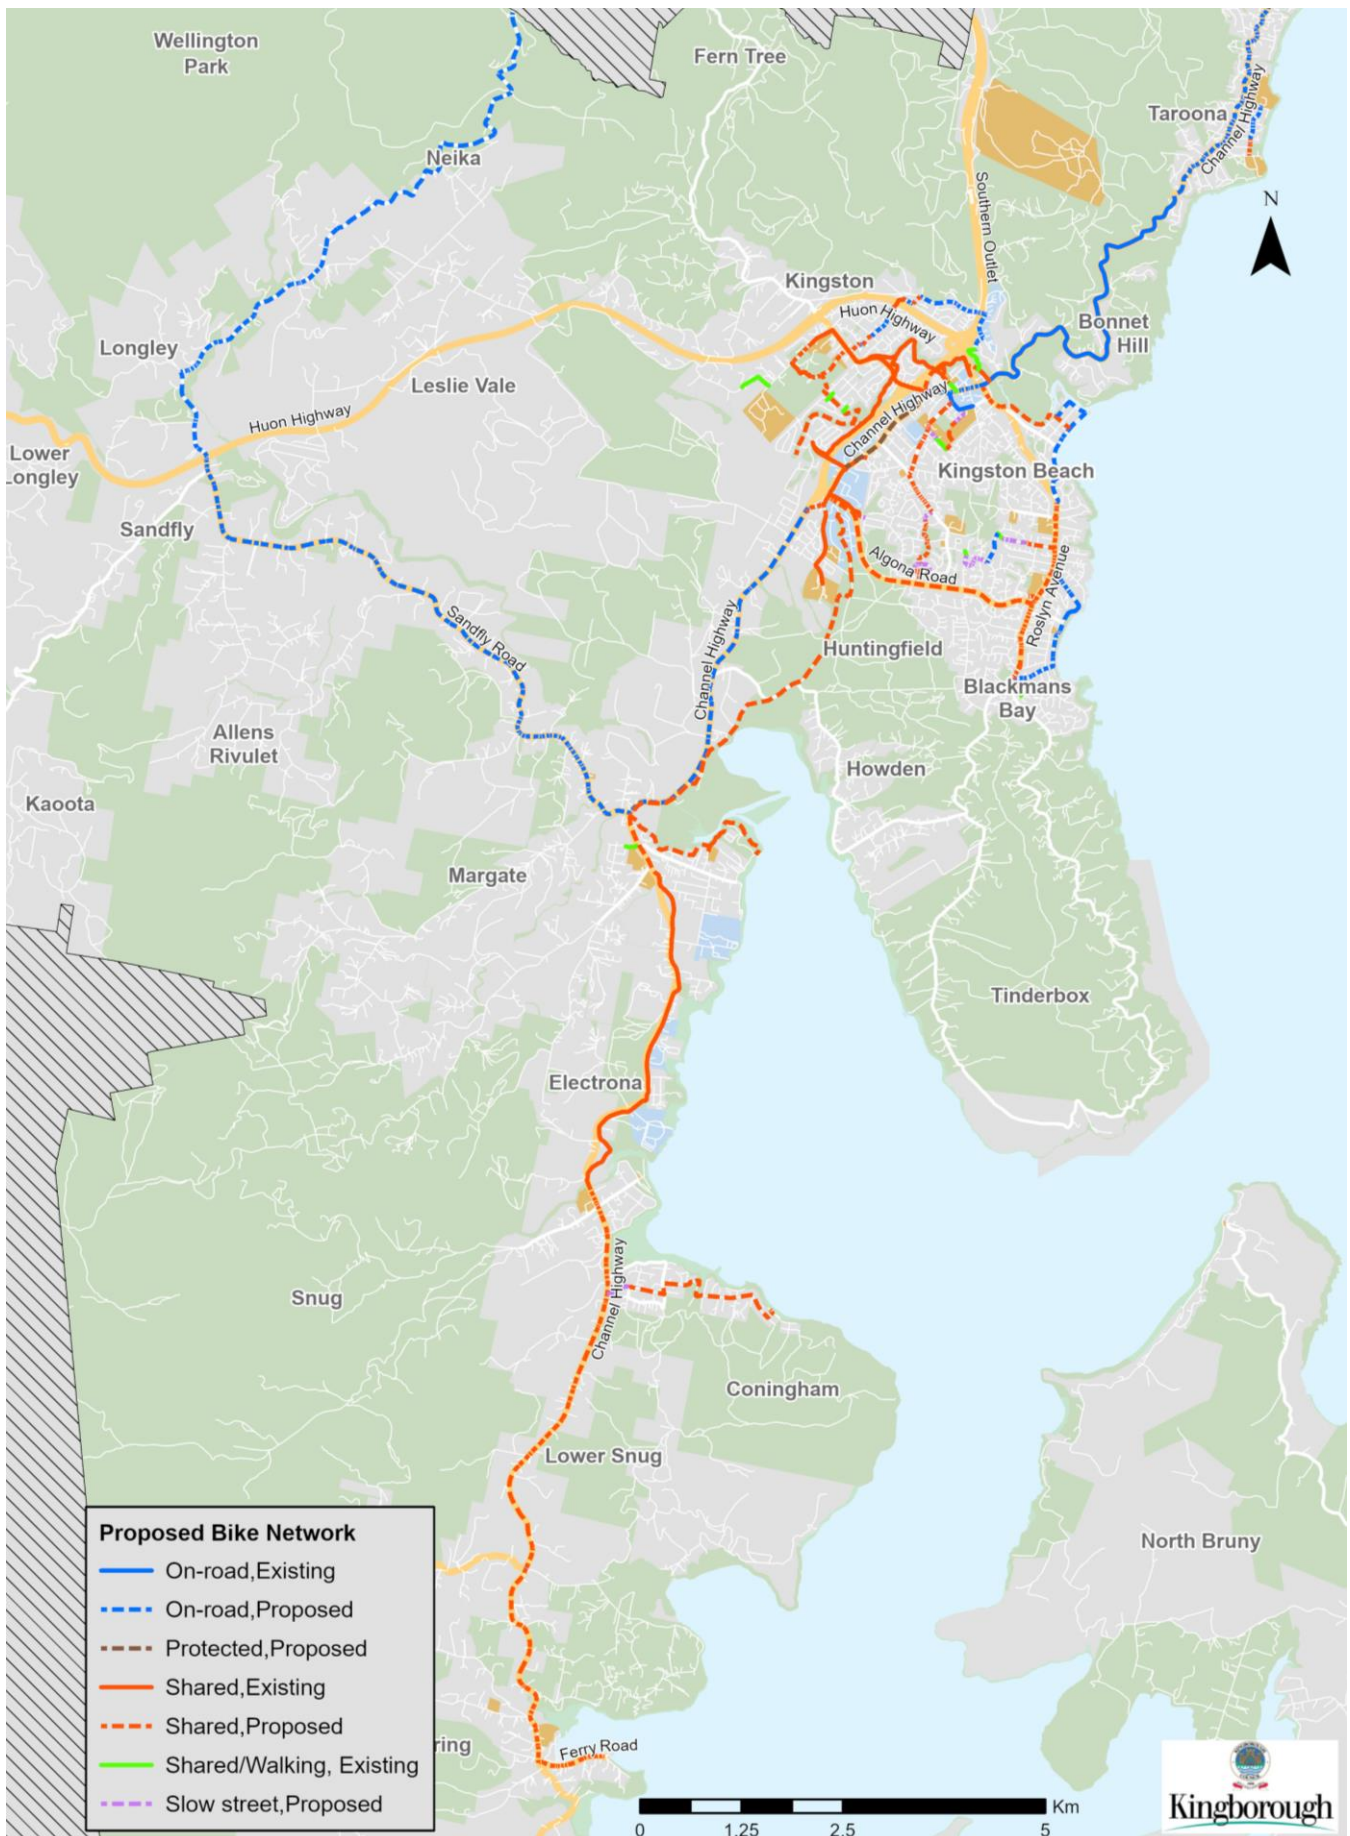 Wellington
Park
Fern Tree
Taroona
Channel Highway
Neika
Southern Outlet
N
Kingston
Huon Highway
Bonnet
Hill
Longley
Leslie Vale
Huon Highway
Channel Highway
Lower
Longley
Kingston Beach
Sandfly
Algona Road
Roslyn Avenue
Sandfly Road
Channel Highway
Huntingfield
Blackmans
Bay
Allens
Rivulet
Howden
Kaoota
Margate
Tinderbox
Electrona
Snug
Channel Highway
Coningham
Lower Snug
North Bruny
Proposed Bike Network
On-road,Existing
On-road,Proposed
Protected,Proposed
Shared,Existing
Shared,Proposed
Shared/Walking, Existing
Slow street,Proposed
ring
Ferry Road
Km
0 1.25 2.5 5
Kingborough